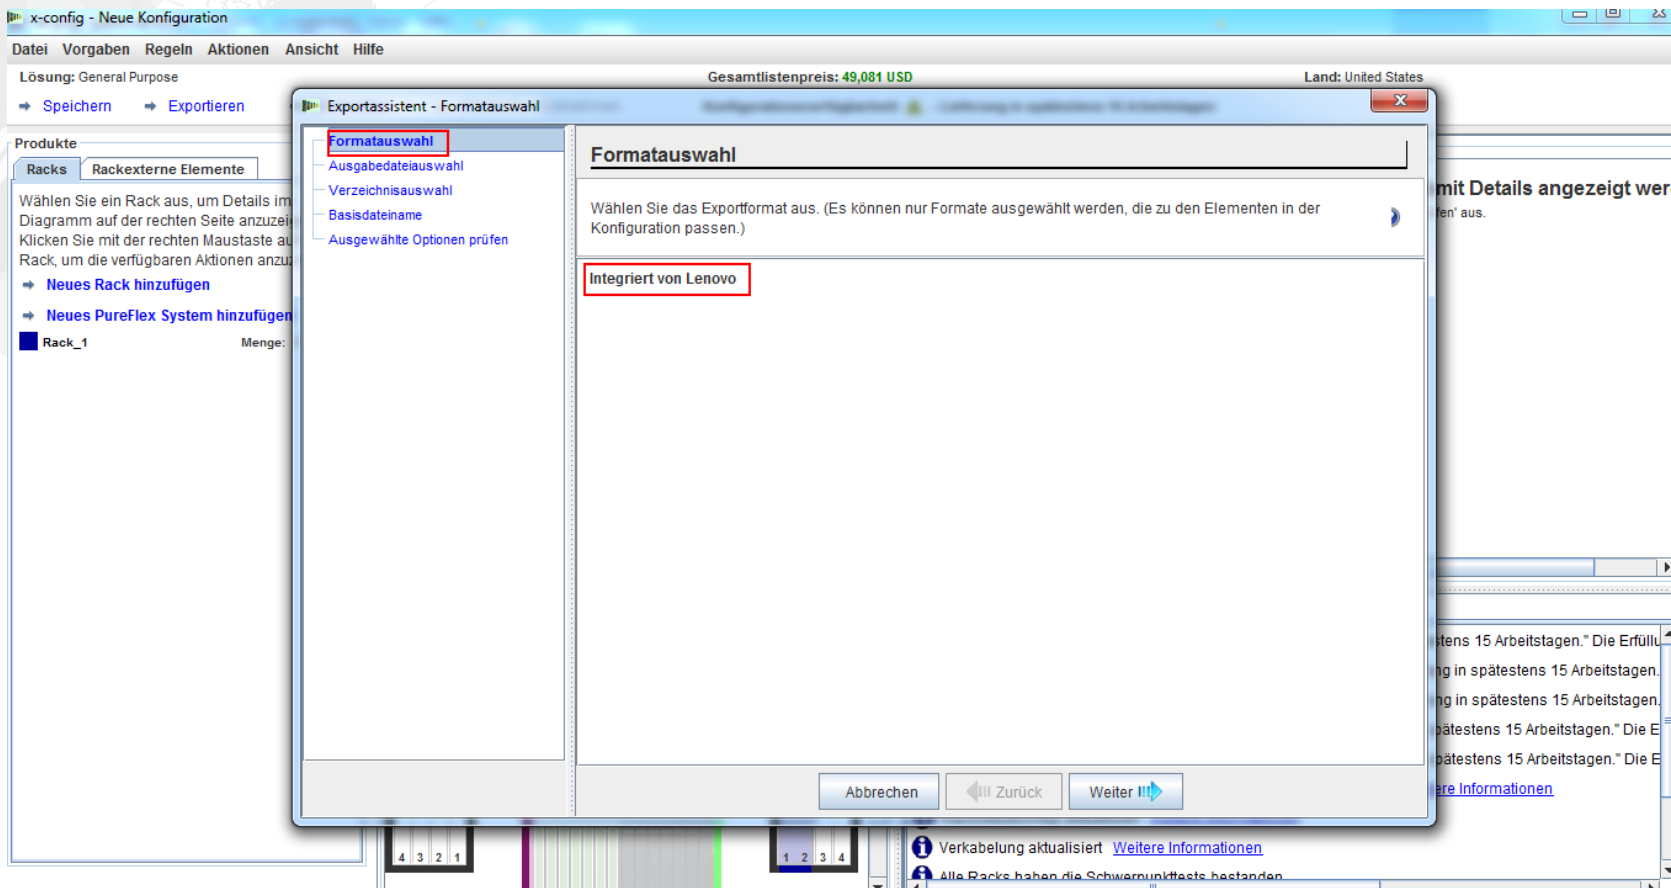 x-config - Neue Konfiguration
Datei Vorgaben Regeln Aktionen Ansicht Hilfe
Lösung: General Purpose
Gesamtlistenpreis: 49,081 USD
Land: United States
Speichern
Exportieren
Exportassistent - Formatauswahl
Produkte
Racks
Rackexterne Elemente
Wählen Sie ein Rack aus, um Details im
Diagramm auf der rechten Seite anzuzei
Klicken Sie mit der rechten Maustaste au
Rack, um die verfügbaren Aktionen anzu
Neues Rack hinzufügen
Neues PureFlex System hinzufügen
Rack_1
Menge:
Formatauswahl
Ausgabedateiauswahl
Verzeichnisauswahl
Basisdateiname
Ausgewählte Optionen prüfen
Formatauswahl
Wählen Sie das Exportformat aus. (Es können nur Formate ausgewählt werden, die zu den Elementen in der
Konfiguration passen.)
Integriert von Lenovo
Abbrechen
Zurück
Weiter
mit Details angezeigt wer
fen' aus.
stens 15 Arbeitstagen." Die Erfüllu
ng in spätestens 15 Arbeitstagen.
ng in spätestens 15 Arbeitstagen.
pätestens 15 Arbeitstagen." Die E
pätestens 15 Arbeitstagen." Die E
ere Informationen
Verkabelung aktualisiert Weitere Informationen
Alle Racks haben die Schwerpunkttests bestanden
4 3 2 1
1 2 3 4